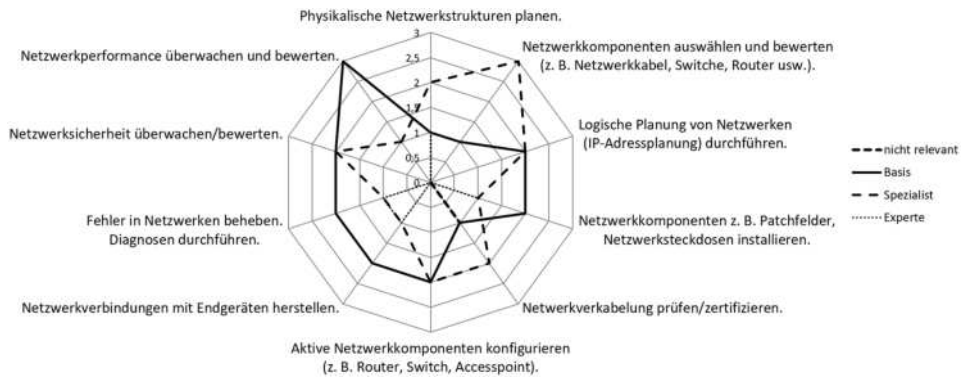 Physikalische Netzwerkstrukturen planen.
3
Netzwerkperformance überwachen und bewerten.
2,5
Netzwerkkomponenten auswählen und bewerten
(z. B. Netzwerkkabel, Switche, Router usw.).
2
1,5
Netzwerksicherheit überwachen/bewerten.
1
Logische Planung von Netzwerken
(IP-Adressplanung) durchführen.
0,5
0
nicht relevant
Basis
Spezialist
Experte
Fehler in Netzwerken beheben.
Diagnosen durchführen.
Netzwerkkomponenten z. B. Patchfelder,
Netzwerksteckdosen installieren.
Netzwerkverbindungen mit Endgeräten herstellen.
Netwerkverkabelung prüfen/zertifizieren.
Aktive Netzwerkkomponenten konfigurieren
(z. B. Router, Switch, Accesspoint).